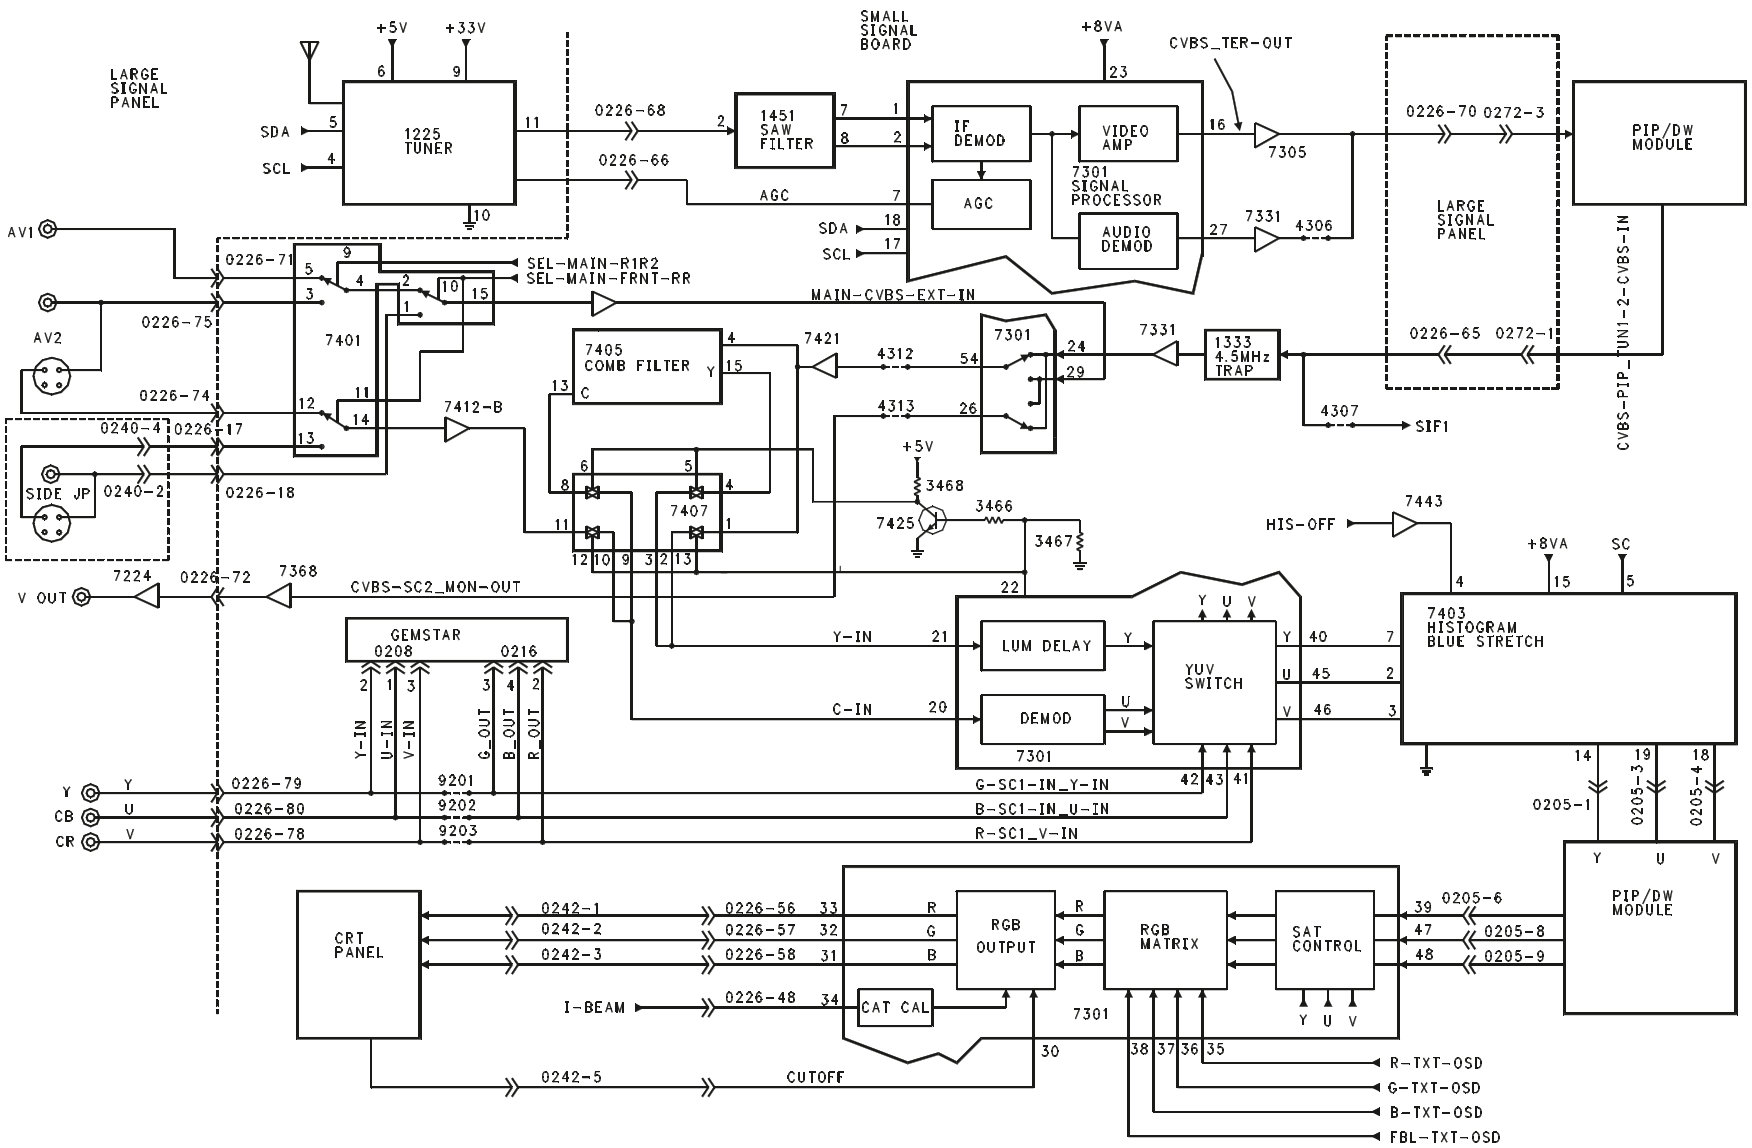 SMALL
SIGNAL
BOARD
+5V
+33V
+8VA
CVBS_TER-OUT
LARGE
SIGNAL
PANEL
6
9
23
SDA
5
SCL
4
1225
TUNER
11
0226-68
0226-66
2
1451
SAW
FILTER
7
8
1
2
IF
DEMOD
VIDEO
AMP
16
7305
0226-70
0272-3
PIP/DW
MODULE
AGC
7
AGC
7301
SIGNAL
PROCESSOR
10
SDA
18
SCL
17
AUDIO
DEMOD
27
7331
4306
LARGE
SIGNAL
PANEL
CVBS-PIP_TUN1-2-CVBS-IN
AV1
0226-71
9
5
4
3
SEL-MAIN-R1R2
SEL-MAIN-FRNT-RR
2
10
15
1
MAIN-CVBS-EXT-IN
0226-75
7401
AV2
7405
COMB FILTER
4
Y
15
13
C
7421
4312
54
7301
24
29
7331
1333
4.5MHz
TRAP
0226-65
0272-1
0226-74
12
11
14
7412-B
4313
26
4307
SIF1
0240-4
0226-17
13
SIDE JP
0240-2
0226-18
+5V
6
5
8
4
7407
11
1
12
10
9
3
2
13
3468
7425
3466
3467
HIS-OFF
7443
+8VA
SC
V OUT
7224
0226-72
7368
CVBS-SC2_MON-OUT
22
4
15
5
7403
HISTOGRAM
BLUE STRETCH
GEMSTAR
0208
0216
2
1
3
3
4
2
Y-IN
U-IN
V-IN
G_OUT
B_OUT
R_OUT
Y-IN
21
LUM DELAY
Y
Y
U
V
YUV
SWITCH
Y
40
7
U
45
2
V
46
3
C-IN
20
DEMOD
U
V
7301
42
43
41
14
19
18
0205-1
0205-3
0205-4
Y
Y
0226-79
9201
G-SC1-IN_Y-IN
CB
U
0226-80
9202
B-SC1-IN_U-IN
CR
V
0226-78
9203
R-SC1_V-IN
Y
U
V
PIP/DW
MODULE
CRT
PANEL
0242-1
0226-56
33
R
0242-2
0226-57
32
G
0242-3
0226-58
31
B
RGB
OUTPUT
R
G
B
RGB
MATRIX
SAT
CONTROL
39
0205-6
47
0205-8
48
0205-9
I-BEAM
0226-48
34
CAT CAL
7301
Y
U
V
30
38
37
36
35
0242-5
CUTOFF
R-TXT-OSD
G-TXT-OSD
B-TXT-OSD
FBL-TXT-OSD